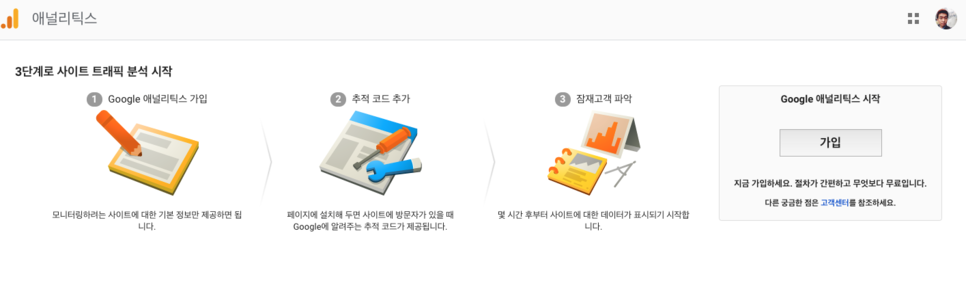 애널리틱스
3단계로 사이트 트래픽 분석 시작
1 Google 애널리틱스 가입
모니터링하려는 사이트에 대한 기본 정보만 제공하면 됩
니다.
2 추적 코드 추가
페이지에 설치해 두면 사이트에 방문자가 있을 때
Google에 알려주는 추적 코드가 제공됩니다.
3 잠재고객 파악
몇 시간 후부터 사이트에 대한 데이터가 표시되기 시작합
니다.
Google 애널리틱스 시작
가입
지금 가입하세요. 절차가 간편하고 무엇보다 무료입니다.
다른 궁금한 점은 고객센터를 참조하세요.